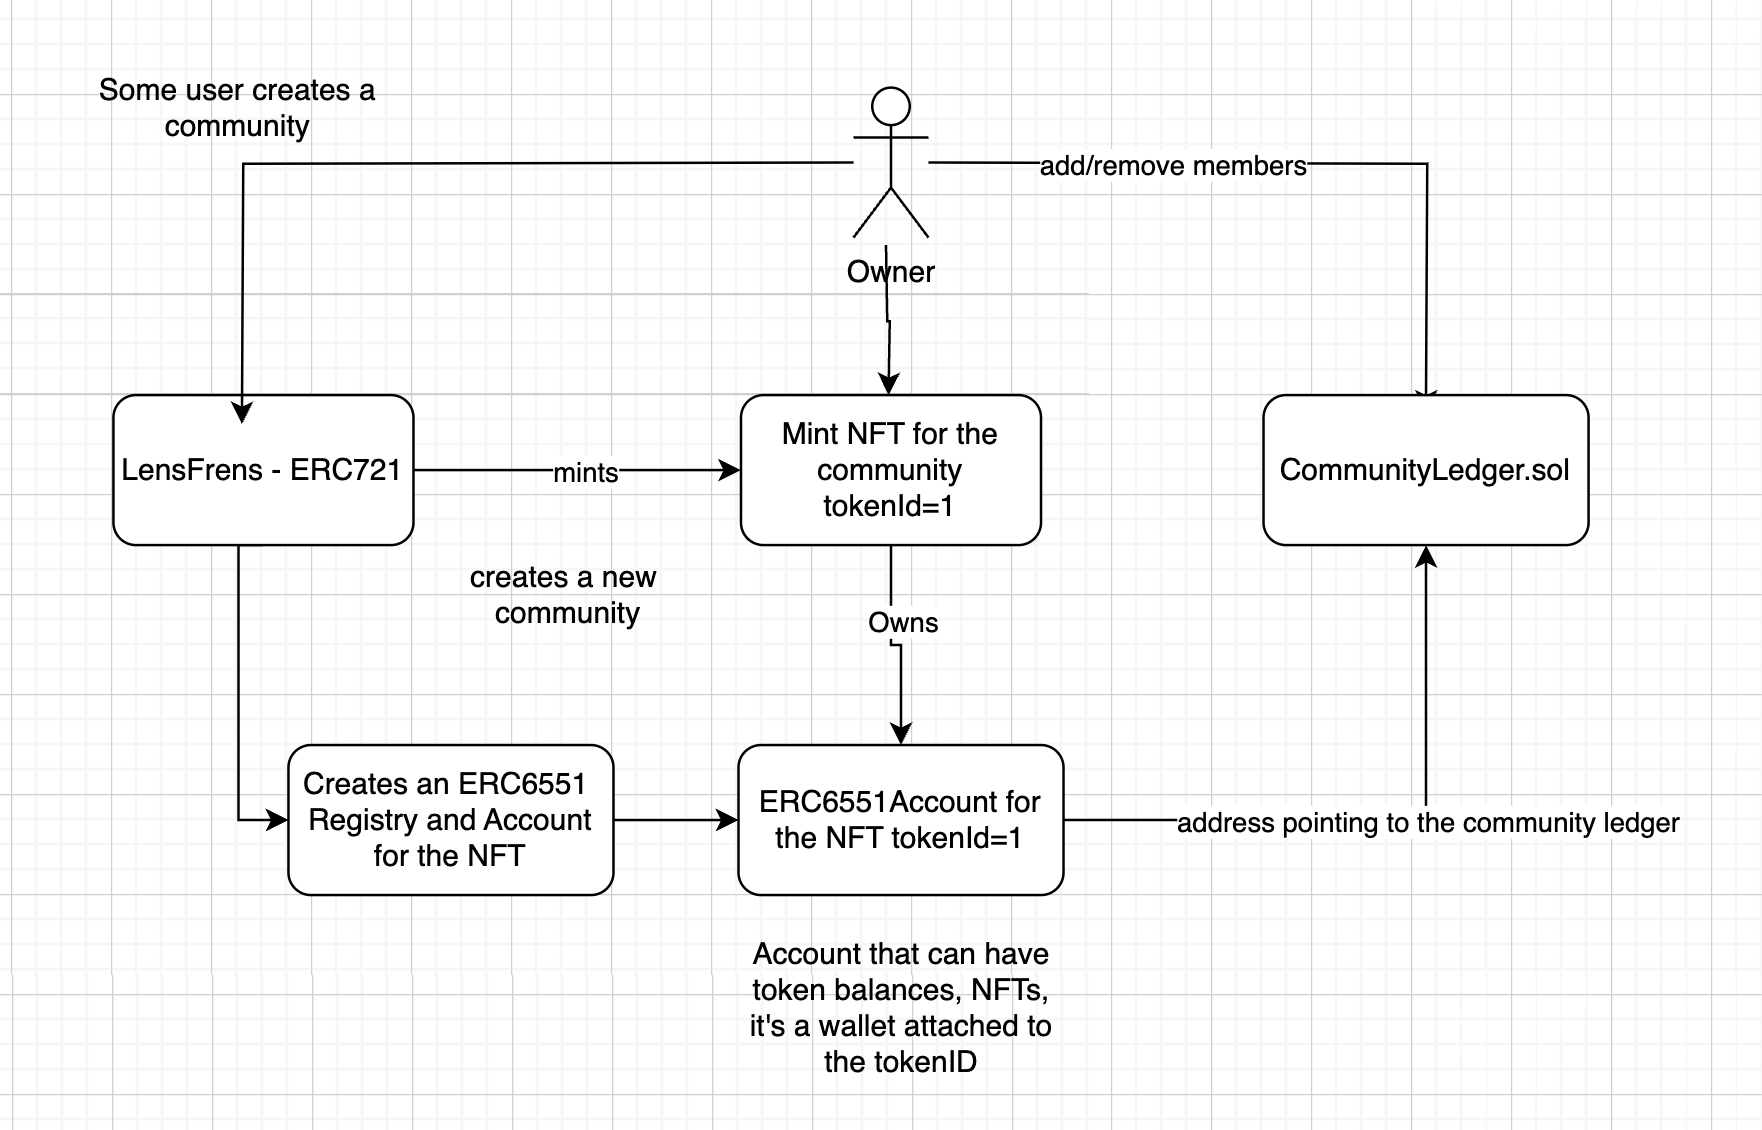 Some user creates a
community
add/remove members
Owner
LensFrens - ERC721
mints
Mint NFT for the
community
tokenId=1
CommunityLedger.sol
creates a new
community
Owns
Creates an ERC6551
Registry and Account
for the NFT
ERC6551Account for
the NFT tokenId=1
address pointing to the community ledger
Account that can have
token balances, NFTs,
it's a wallet attached to
the tokenID